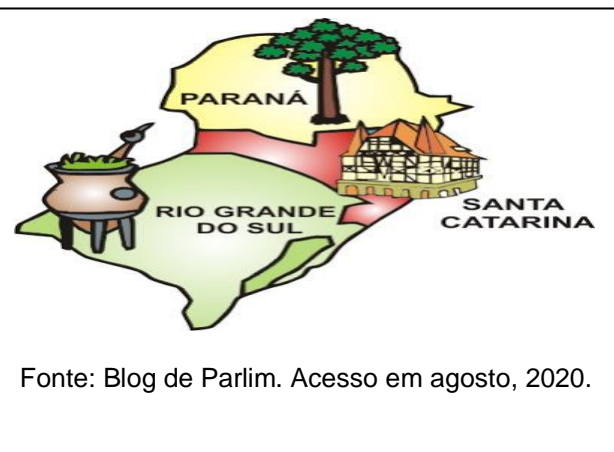 PARANÁ
RIO GRANDE
DO SUL
SANTA
CATARINA
Fonte: Blog de Parlim. Acesso em agosto, 2020.